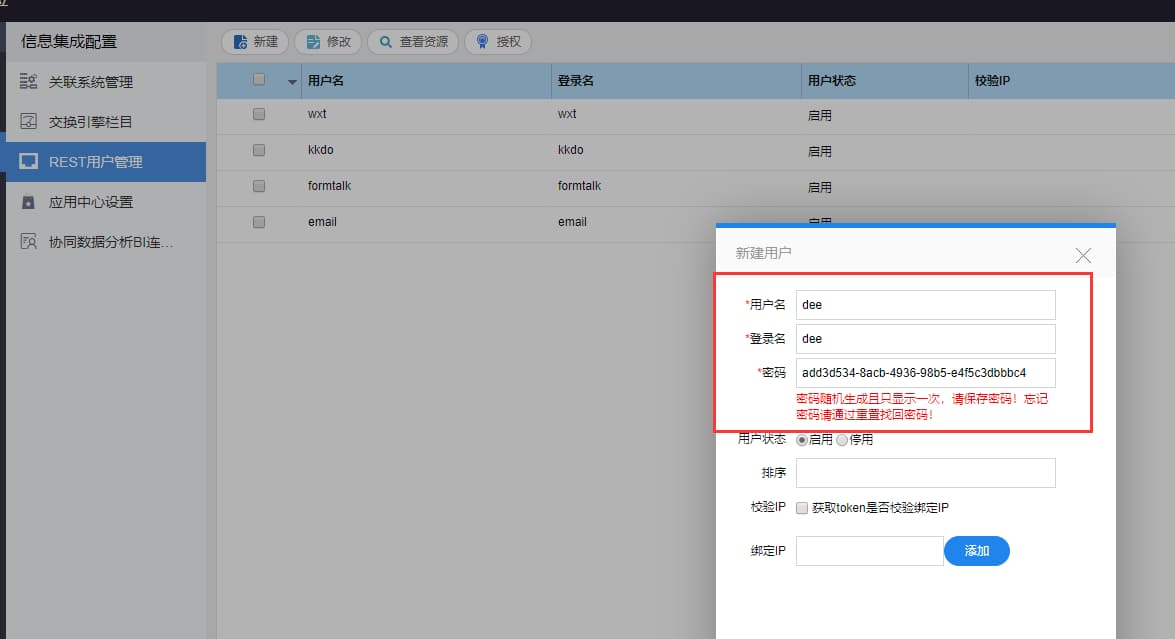 信息集成配置
新建 修改 查看资源 授权
关联系统管理
交换引擎栏目
REST用户管理
应用中心设置
协同数据分析BI连...
用户名 登录名 用户状态 校验IP
wxt wxt 启用
kkdo kkdo 启用
formtalk formtalk 启用
email email 启用
新建用户
*用户名 dee
*登录名 dee
*密码 add3d534-8acb-4936-98b5-e4f5c3dbbbc4
密码随机生成且只显示一次，请保存密码！忘记
密码请通过重置找回密码！
用户状态 启用 停用
排序
校验IP 获取token是否校验绑定IP
绑定IP 添加